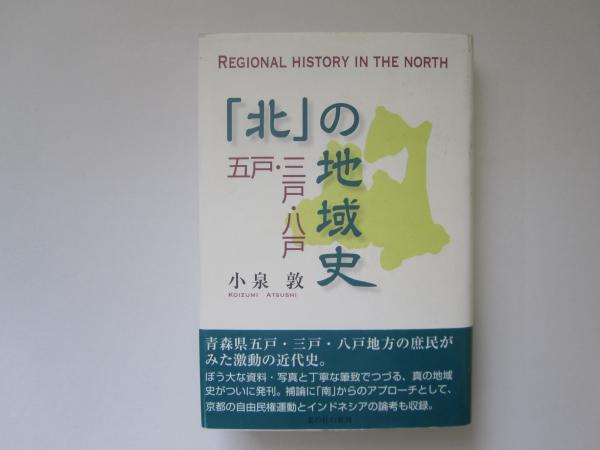 REGIONAL HISTORY IN THE NORTH
「北」の地域史
五戸・三戸・八戸
小泉 敦
KOIZUMI ATSUSHI
青森県五戸・三戸・八戸地方の庶民が
みた激動の近代史。
ぼう大な資料・写真と丁寧な筆致でつづる、真の地域
史がついに発刊。補論に「南」からのアプローチとして、
京都の自由民権運動とインドネシアの論考も収録。